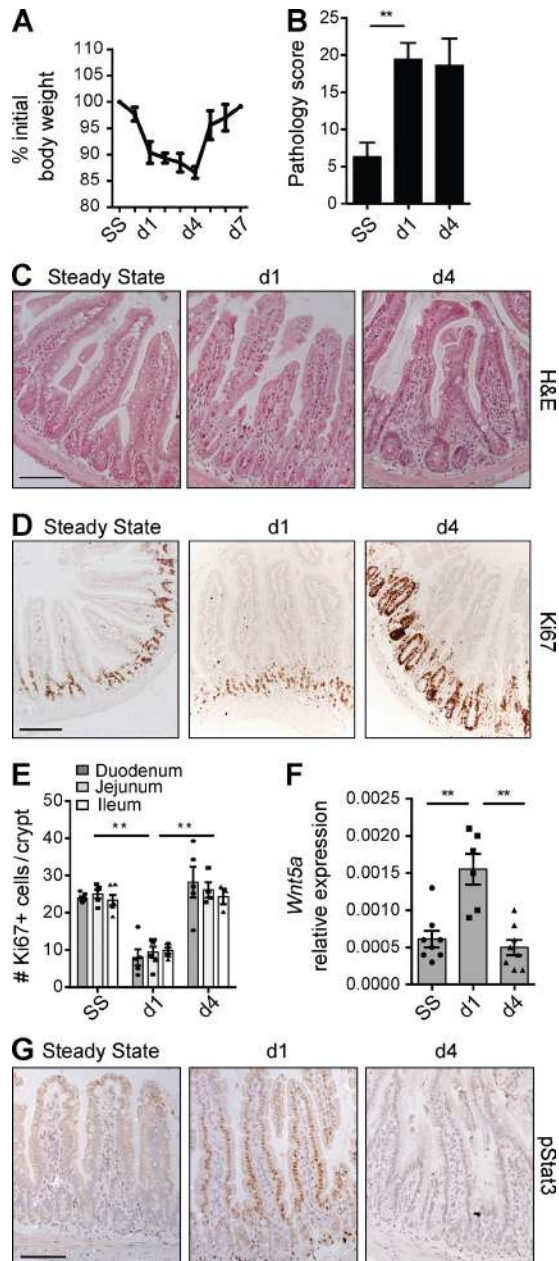 A
% initial
body weight
110
105
100
95
90
85
80
SS
d1
d4
d7
B
**
Pathology score
25
20
15
10
5
0
SS
d1
d4
C
Steady State
d1
d4
H&E
D
Steady State
d1
d4
Ki67
E
Duodenum
Jejunum
Ileum
# Ki67+ cells/crypt
50
40
30
20
10
0
**
**
SS
d1
d4
F
Wnt5a
relative expression
**
**
0.0025
0.0020
0.0015
0.0010
0.0005
0.0000
SS
d1
d4
G
Steady State
d1
d4
pStat3